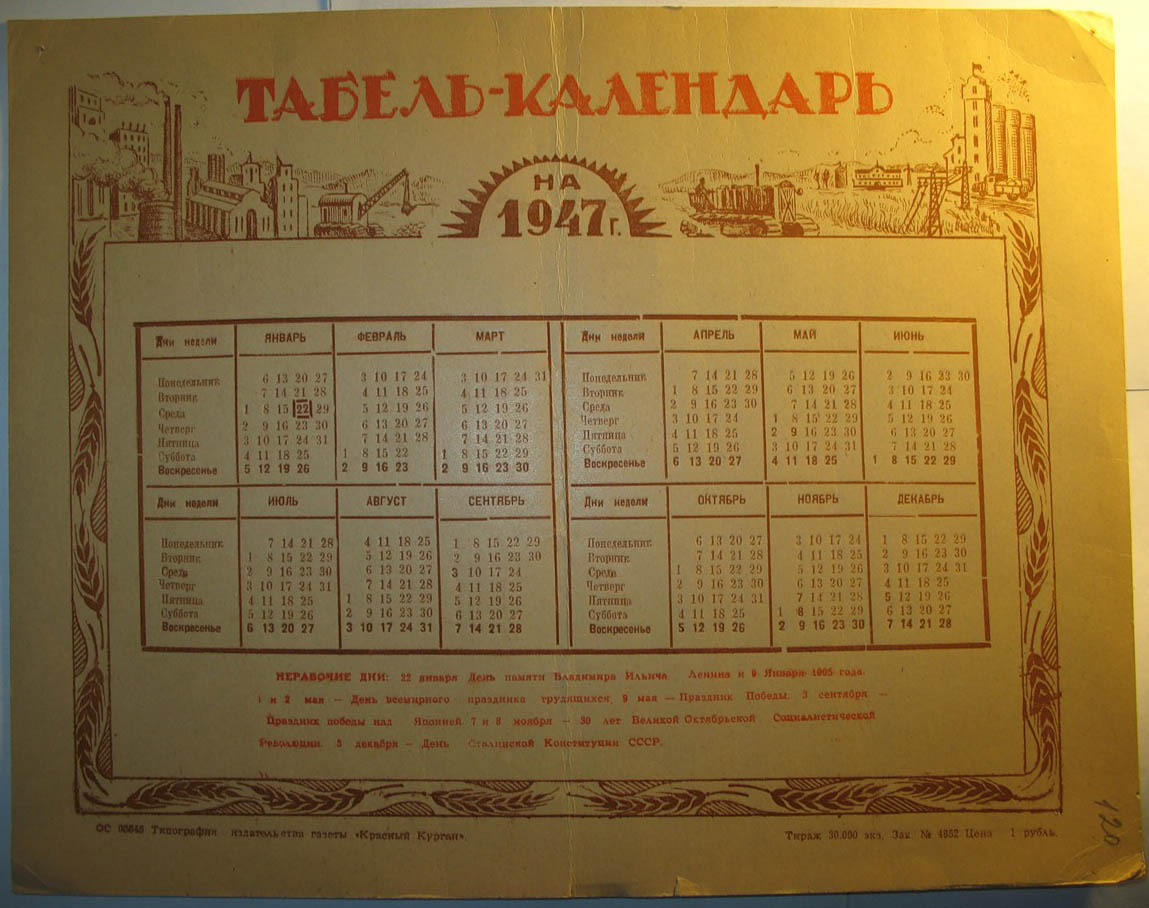 ТАБЕЛЬ-КАЛЕНДАРЬ
НА
1947 г.
Дни недели ЯНВАРЬ ФЕВРАЛЬ МАРТ Дни недели АПРЕЛЬ МАЙ ИЮНЬ
Понедельник 6 13 20 27 3 10 17 24 3 10 17 24 31 Понедельник 7 14 21 28 5 12 19 26 2 9 16 23 30
Вторник 7 14 21 28 4 11 18 25 4 11 18 25 Вторник 1 8 15 22 29 6 13 20 27 3 10 17 24
Среда 1 8 15 22 29 5 12 19 26 5 12 19 26 Среда 2 9 16 23 30 7 14 21 28 4 11 18 25
Четверг 2 9 16 23 30 6 13 20 27 6 13 20 27 Четверг 3 10 17 24 1 8 15 22 29 5 12 19 26
Пятница 3 10 17 24 31 7 14 21 28 7 14 21 28 Пятница 4 11 18 25 2 9 16 23 30 6 13 20 27
Суббота 4 11 18 25 1 8 15 22 1 8 15 22 29 Суббота 5 12 19 26 3 10 17 24 31 7 14 21 28
Воскресенье 5 12 19 26 2 9 16 23 2 9 16 23 30 Воскресенье 6 13 20 27 4 11 18 25 1 8 15 22 29
Дни недели ИЮЛЬ АВГУСТ СЕНТЯБРЬ Дни недели ОКТЯБРЬ НОЯБРЬ ДЕКАБРЬ
Понедельник 7 14 21 28 4 11 18 25 1 8 15 22 29 Понедельник 6 13 20 27 3 10 17 24 1 8 15 22 29
Вторник 1 8 15 22 29 5 12 19 26 2 9 16 23 30 Вторник 7 14 21 28 4 11 18 25 2 9 16 23 30
Среда 2 9 16 23 30 6 13 20 27 3 10 17 24 Среда 1 8 15 22 29 5 12 19 26 3 10 17 24 31
Четверг 3 10 17 24 31 7 14 21 28 4 11 18 25 Четверг 2 9 16 23 30 6 13 20 27 4 11 18 25
Пятница 4 11 18 25 1 8 15 22 29 5 12 19 26 Пятница 3 10 17 24 31 7 14 21 28 5 12 19 26
Суббота 5 12 19 26 2 9 16 23 30 6 13 20 27 Суббота 4 11 18 25 1 8 15 22 29 6 13 20 27
Воскресенье 6 13 20 27 3 10 17 24 31 7 14 21 28 Воскресенье 5 12 19 26 2 9 16 23 30 7 14 21 28
НЕРАБОЧИЕ ДНИ: 22 января День памяти Владимира Ильича Ленина и 9 Января 1905 года.
1 и 2 мая — День всемирного праздника трудящихся, 9 мая — Праздник Победы. 3 сентября —
Праздник победы над Японией 7 и 8 ноября — 30 лет Великой Октябрьской Социалистической
Революции. 5 декабря — День Сталинской Конституции СССР.
ОС 05545 Типография издательства газеты «Красный Курган». Тираж 30.000 экз. Зак. № 4852 Цена 1 рубль.
120